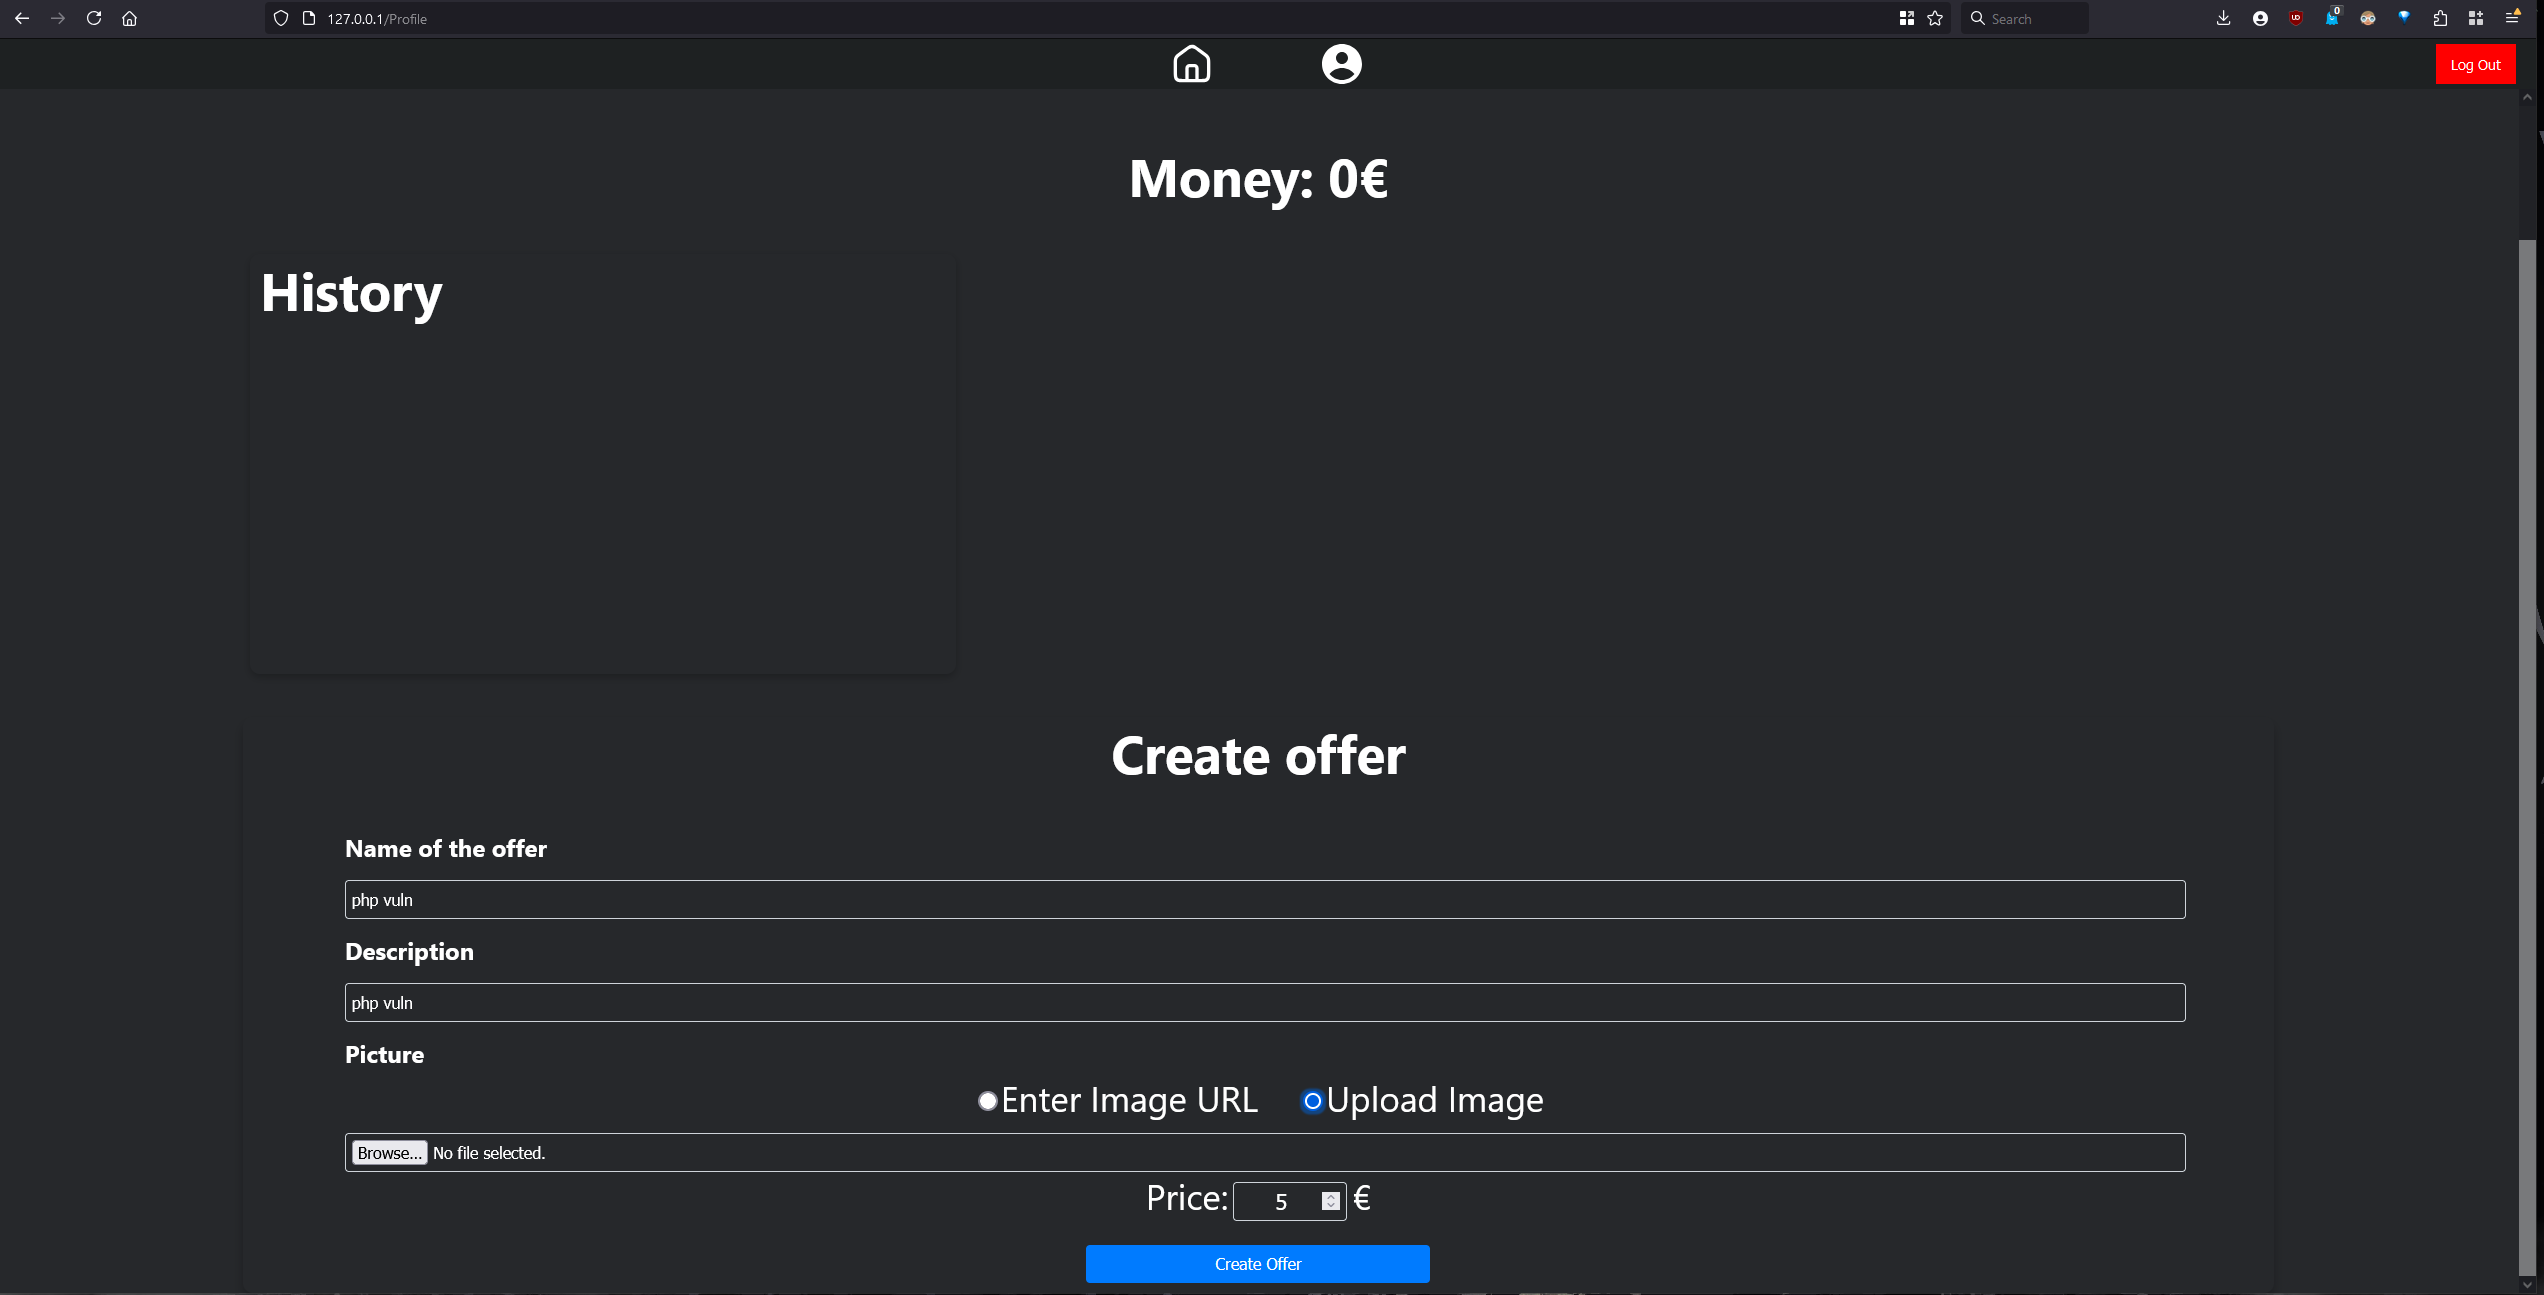 127.0.0.1/Profile
Search
0
Log Out
Money: 0€
History
Create offer
Name of the offer
php vuln
Description
php vuln
Picture
Enter Image URL Upload Image
Browse... No file selected.
Price: 5 €
Create Offer